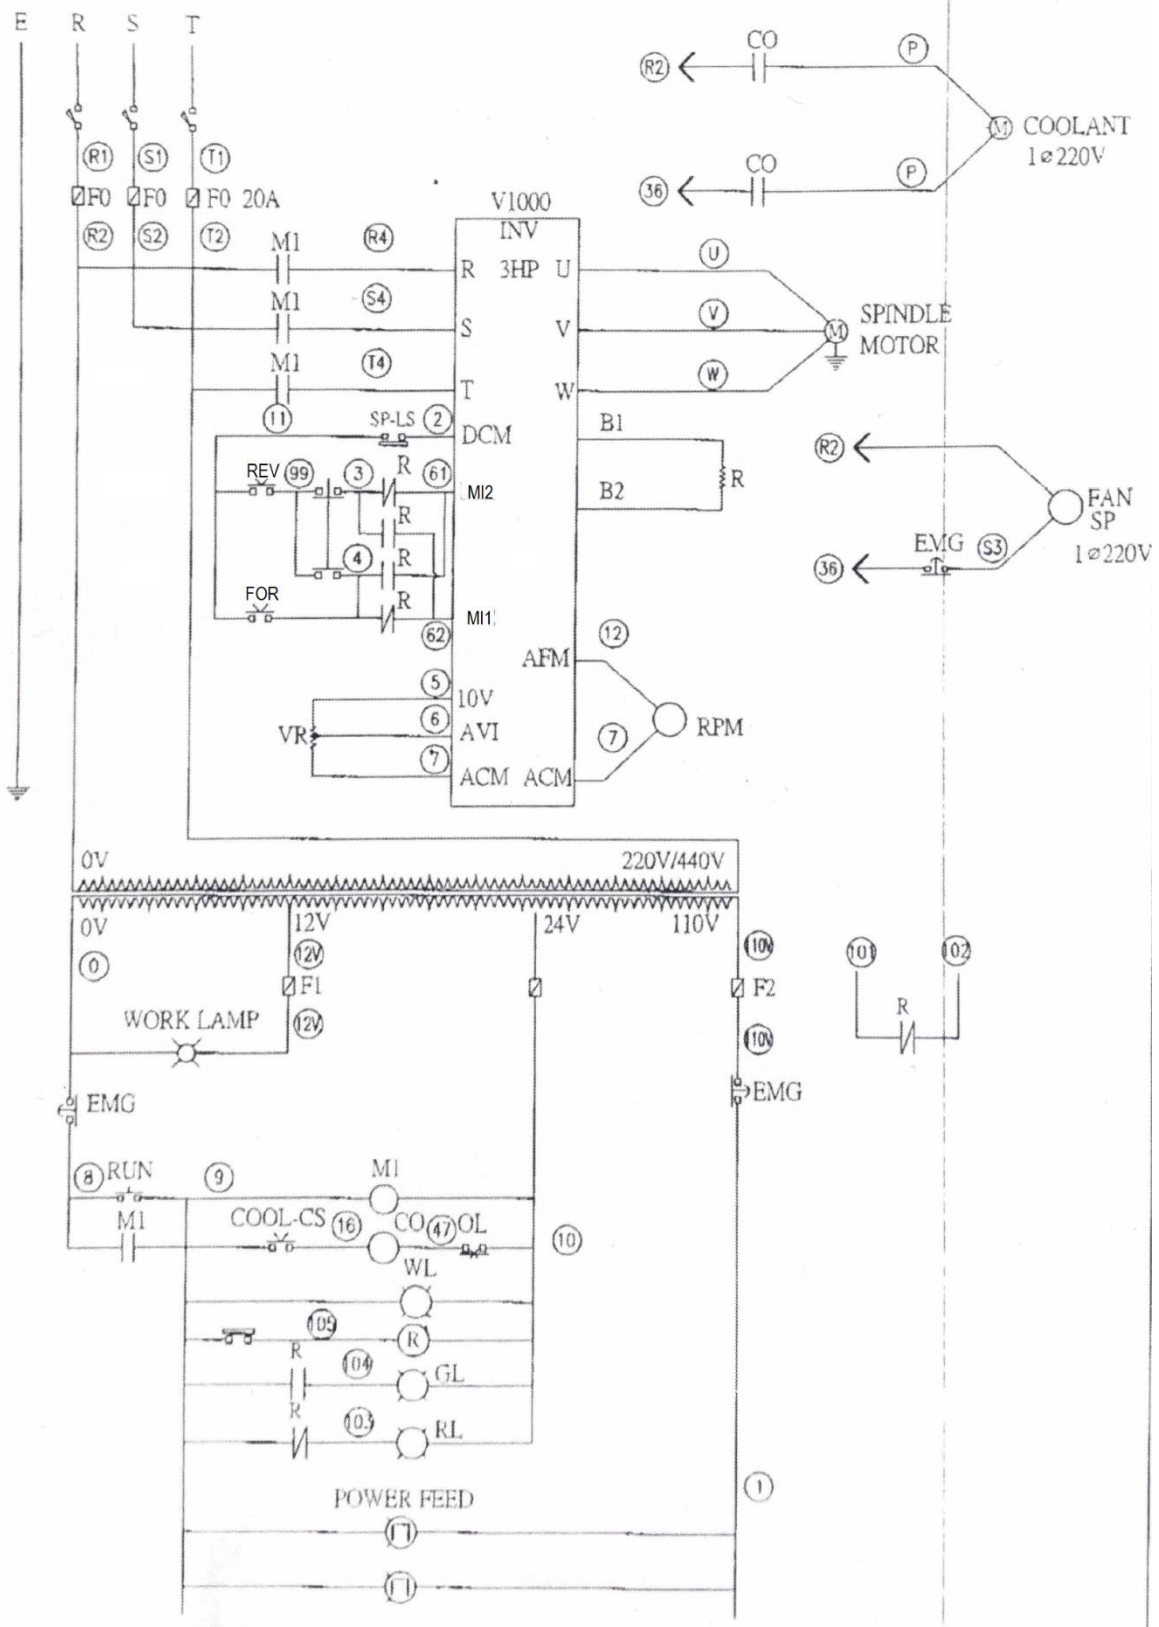 E R S T
CO P
R2
M COOLANT
1ø220V
CO P
36
R1 S1 T1
F0 F0 F0 20A
R2 S2 T2
V1000
INV
M1 R4 R 3HP U U
M1 S4 S V V
SPINDLE
M MOTOR
M1 T4 T W W
11 SP-LS 2 DCM B1
R2
REV 99 3 R 61 MI2 B2 R
FAN
SP
1ø220V
R
4 R
36 EMG S3
FOR R MI1
62
12
AFM
5 10V
VR 6 AVI RPM
7 ACM ACM 7
0V 220V/440V
0V 12V 24V 110V
0 12V 110V 101 102
F1 F2
R
WORK LAMP 12V 110V
EMG EMG
8 RUN 9 M1
M1 COOL-CS 16 CO 47 OL 10
WL
105 R
R 104 GL
R 103 RL
1
POWER FEED